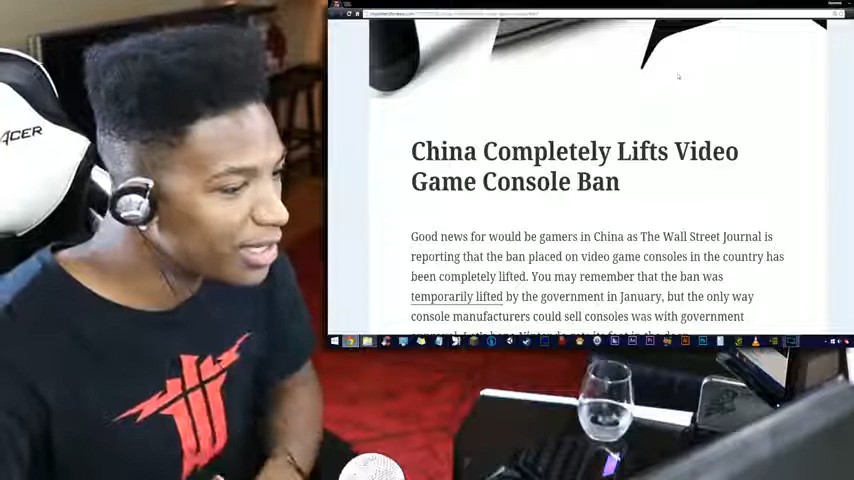 ACER
China Completely Lifts Video
Game Console Ban
Good news for would be gamers in China as The Wall Street Journal is
reporting that the ban placed on video game consoles in the country has
been completely lifted. You may remember that the ban was
temporarily lifted by the government in January, but the only way
console manufacturers could sell consoles was with government